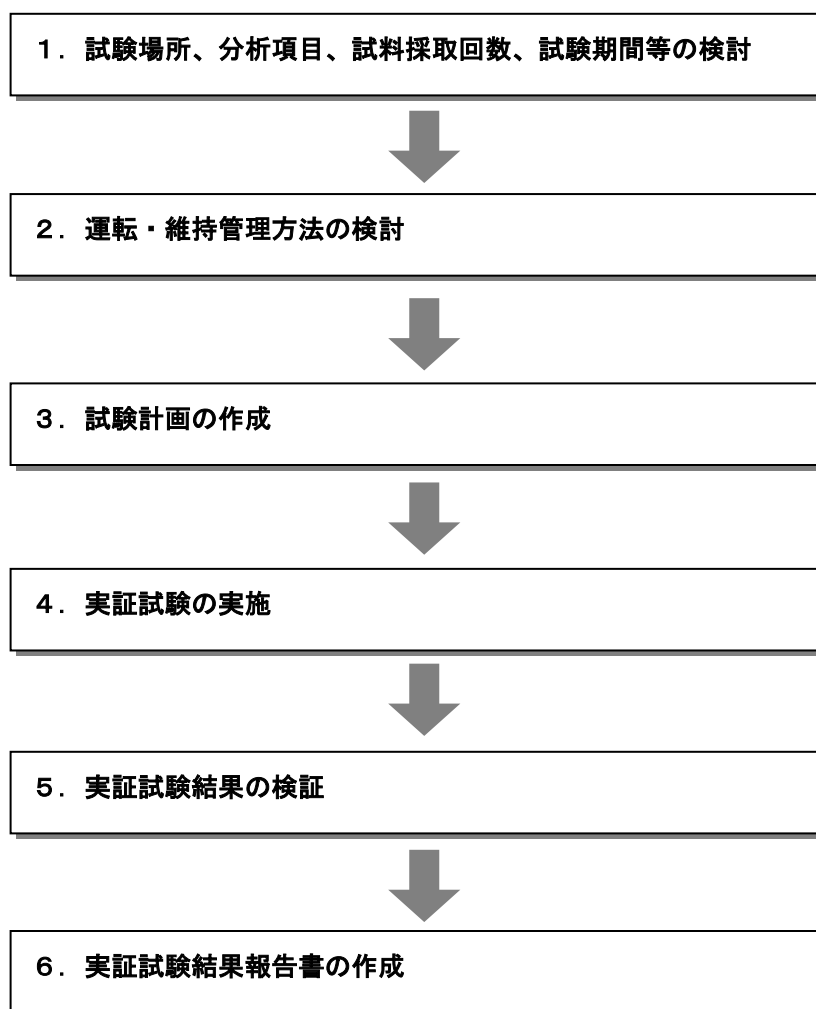 １．試験場所、分析項目、試料採取回数、試験期間等の検討
２．運転・維持管理方法の検討
３．試験計画の作成
４．実証試験の実施
５．実証試験結果の検証
６．実証試験結果報告書の作成